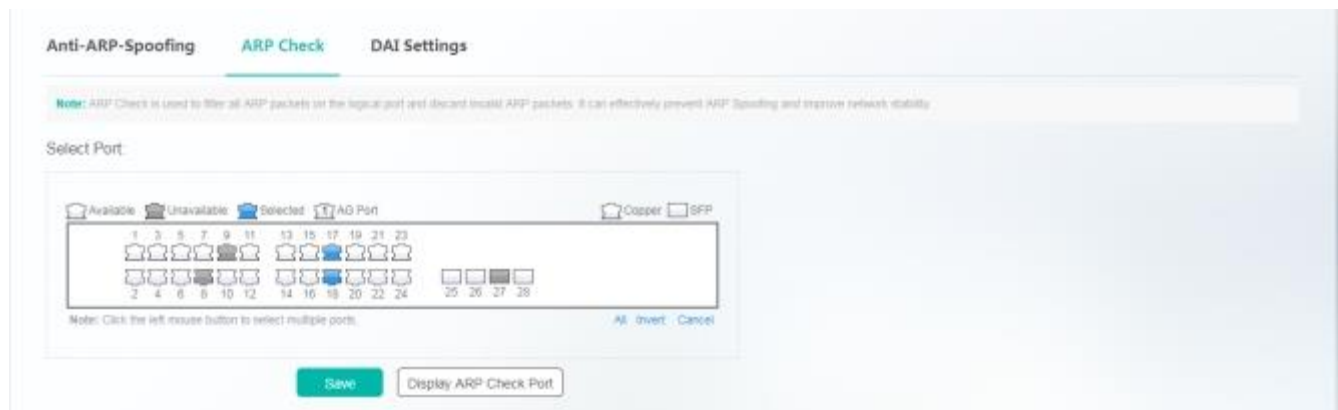 Anti-ARP-Spoofing ARP Check DAI Settings
Note: ARP Check is used to filter all ARP packets on the logical port and discard invalid ARP packets. It can effectively prevent ARP Spoofing and improve network stability.
Select Port
Available Unavailable Selected 1 AG Port Copper SFP
1 3 5 7 9 11 13 15 17 19 21 23
2 4 6 8 10 12 14 16 18 20 22 24 25 26 27 28
Note: Click the left mouse button to select multiple ports. All Invert Cancel
Save Display ARP Check Port